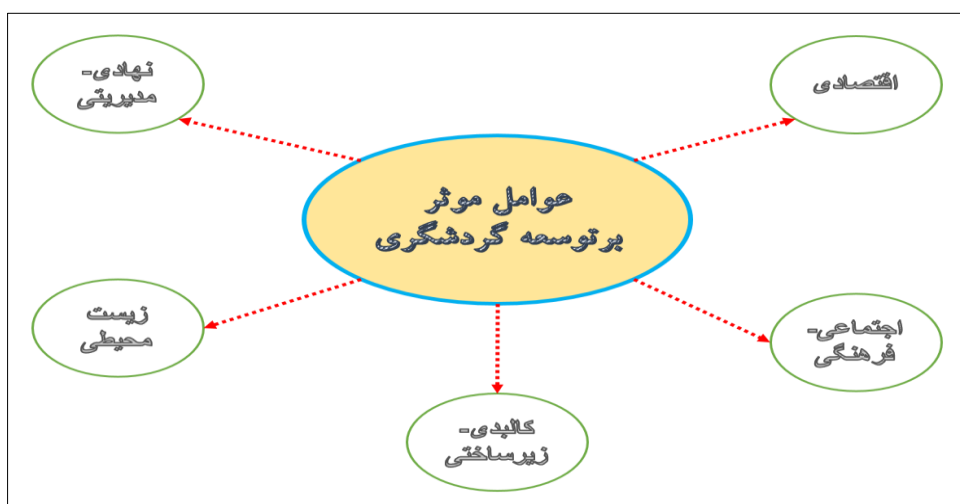 اقتصادی
نهادی-
مدیریتی
عوامل موثر
برتوسعه گردشگری
زیست
محیطی
اجتماعی-
فرهنگی
کالبدی-
زیرساختی